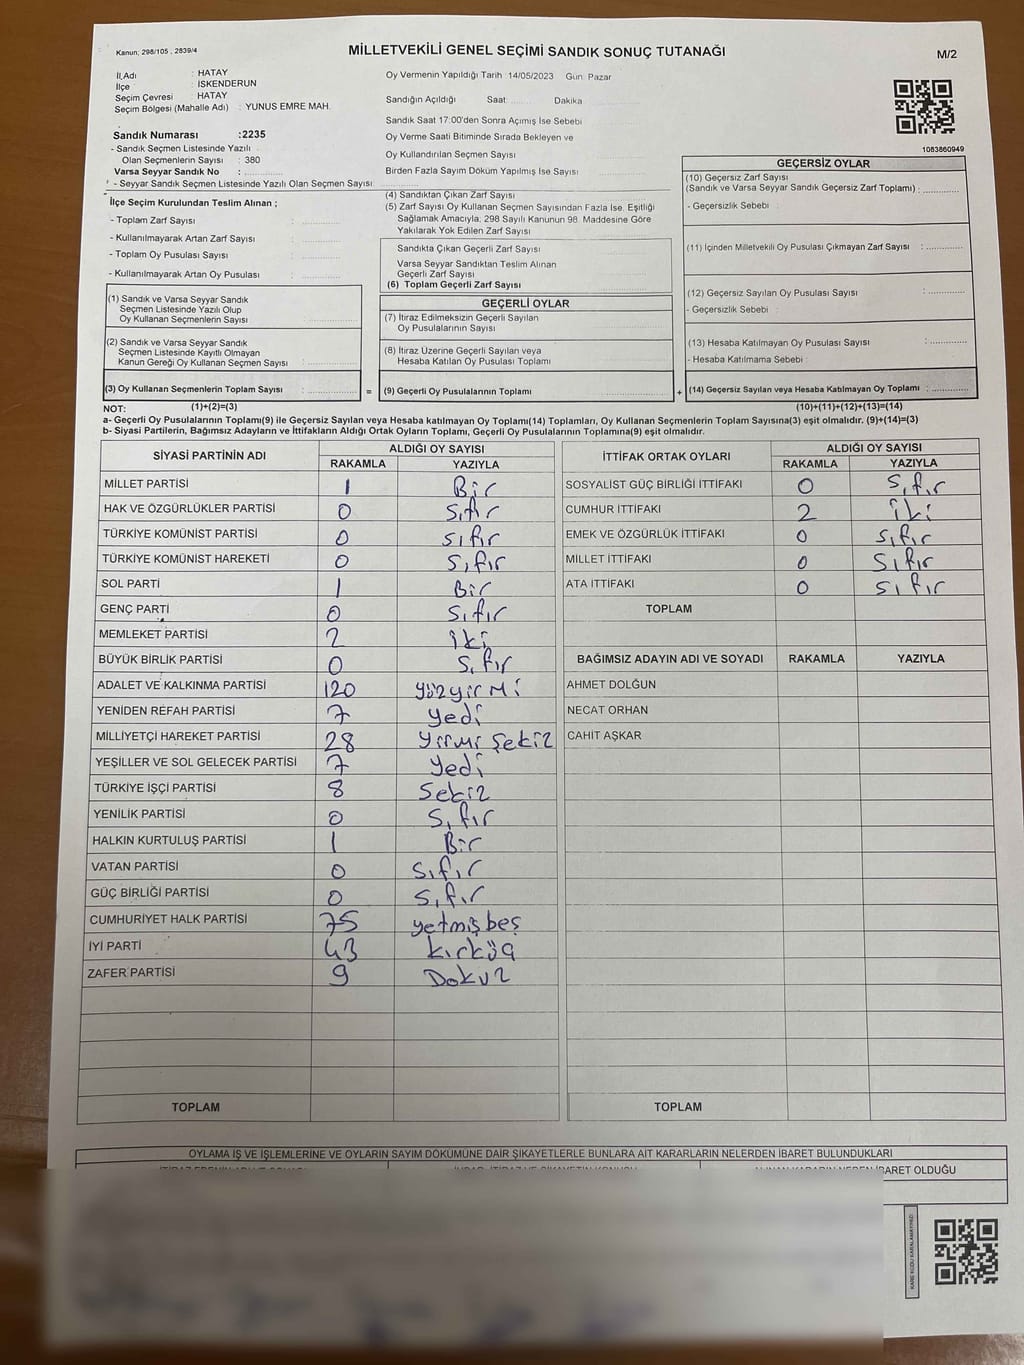 Kanun; 298/105 , 2839/4
MİLLETVEKİLİ GENEL SEÇİMİ SANDIK SONUÇ TUTANAĞI
M/2
İl Adı : HATAY
İlçe : İSKENDERUN
Seçim Çevresi : HATAY
Seçim Bölgesi (Mahalle Adı) : YUNUS EMRE MAH.
Sandık Numarası :2235
- Sandık Seçmen Listesinde Yazılı
Olan Seçmenlerin Sayısı : 380
Varsa Seyyar Sandık No :
- Seyyar Sandık Seçmen Listesinde Yazılı Olan Seçmen Sayısı:
Oy Vermenin Yapıldığı Tarih 14/05/2023 Gün: Pazar
Sandığın Açıldığı Saat: Dakika
Sandık Saat 17:00'den Sonra Açımış İse Sebebi
Oy Verme Saati Bitiminde Sırada Bekleyen ve
Oy Kullandırılan Seçmen Sayısı
Birden Fazla Sayım Döküm Yapılmış İse Sayısı
1083860949
İlçe Seçim Kurulundan Teslim Alınan ;
- Toplam Zarf Sayısı :
- Kullanılmayarak Artan Zarf Sayısı :
- Toplam Oy Pusulası Sayısı :
- Kullanılmayarak Artan Oy Pusulası :
(1) Sandık ve Varsa Seyyar Sandık
Seçmen Listesinde Yazılı Olup
Oy Kullanan Seçmenlerin Sayısı :
(2) Sandık ve Varsa Seyyar Sandık
Seçmen Listesinde Kayıtlı Olmayan
Kanun Gereği Oy Kullanan Seçmen Sayısı :
(3) Oy Kullanan Seçmenlerin Toplam Sayısı :
(4) Sandıktan Çıkan Zarf Sayısı
(5) Zarf Sayısı Oy Kullanan Seçmen Sayısından Fazla İse, Eşitliği
Sağlamak Amacıyla; 298 Sayılı Kanunun 98. Maddesine Göre
Yakılarak Yok Edilen Zarf Sayısı
Sandıkta Çıkan Geçerli Zarf Sayısı
Varsa Seyyar Sandıktan Teslim Alınan
Geçerli Zarf Sayısı
(6) Toplam Geçerli Zarf Sayısı
GEÇERLİ OYLAR
(7) İtiraz Edilmeksizin Geçerli Sayılan
Oy Pusulalarının Sayısı
(8) İtiraz Üzerine Geçerli Sayılan veya
Hesaba Katılan Oy Pusulası Toplamı
= (9) Geçerli Oy Pusulalarının Toplamı
GEÇERSİZ OYLAR
(10) Geçersiz Zarf Sayısı
(Sandık ve Varsa Seyyar Sandık Geçersiz Zarf Toplamı) :
- Geçersizlik Sebebi :
(11) İçinden Milletvekili Oy Pusulası Çıkmayan Zarf Sayısı :
(12) Geçersiz Sayılan Oy Pusulası Sayısı :
- Geçersizlik Sebebi :
(13) Hesaba Katılmayan Oy Pusulası Sayısı :
- Hesaba Katılmama Sebebi :
+ (14) Geçersiz Sayılan veya Hesaba Katılmayan Oy Toplamı :
NOT: (1)+(2)=(3) (10)+(11)+(12)+(13)=(14)
a- Geçerli Oy Pusulalarının Toplamı(9) ile Geçersiz Sayılan veya Hesaba Katılmayan Oy Toplamı(14) Toplamları, Oy Kullanan Seçmenlerin Toplam Sayısına(3) eşit olmalıdır. (9)+(14)=(3)
b- Siyasi Partilerin, Bağımsız Adayların ve İttifakların Aldığı Ortak Oyların Toplamı, Geçerli Oy Pusulalarının Toplamına(9) eşit olmalıdır.
SİYASİ PARTİNİN ADI ALDIĞI OY SAYISI
RAKAMLA YAZIYLA
MİLLET PARTİSİ 1 Bir
HAK VE ÖZGÜRLÜKLER PARTİSİ 0 Sıfır
TÜRKİYE KOMÜNİST PARTİSİ 0 Sıfır
TÜRKİYE KOMÜNİST HAREKETİ 0 Sıfır
SOL PARTİ 1 Bir
GENÇ PARTİ 0 Sıfır
MEMLEKET PARTİSİ 2 iki
BÜYÜK BİRLİK PARTİSİ 0 Sıfır
ADALET VE KALKINMA PARTİSİ 120 yüzyirmi
YENİDEN REFAH PARTİSİ 7 yedi
MİLLİYETÇİ HAREKET PARTİSİ 28 yirmi Sekiz
YEŞİLLER VE SOL GELECEK PARTİSİ 7 yedi
TÜRKİYE İŞÇİ PARTİSİ 8 Sekiz
YENİLİK PARTİSİ 0 Sıfır
HALKIN KURTULUŞ PARTİSİ 1 Bir
VATAN PARTİSİ 0 Sıfır
GÜÇ BİRLİĞİ PARTİSİ 0 Sıfır
CUMHURİYET HALK PARTİSİ 75 yetmişbeş
İYİ PARTİ 43 kırküç
ZAFER PARTİSİ 9 Dokuz
TOPLAM
İTTİFAK ORTAK OYLARI ALDIĞI OY SAYISI
RAKAMLA YAZIYLA
SOSYALİST GÜÇ BİRLİĞİ İTTİFAKI 0 Sıfır
CUMHUR İTTİFAKI 2 iki
EMEK VE ÖZGÜRLÜK İTTİFAKI 0 Sıfır
MİLLET İTTİFAKI 0 Sıfır
ATA İTTİFAKI 0 Sıfır
TOPLAM
BAĞIMSIZ ADAYIN ADI VE SOYADI RAKAMLA YAZIYLA
AHMET DOLĞUN
NECAT ORHAN
CAHİT AŞKAR
TOPLAM
OYLAMA İŞ VE İŞLEMLERİNE VE OYLARIN SAYIM DÖKÜMÜNE DAİR ŞİKAYETLERLE BUNLARA AİT KARARLARIN NELERDEN İBARET BULUNDUKLARI
İBARET OLDUĞU
KARE KODU KARALAMAYINIZ!